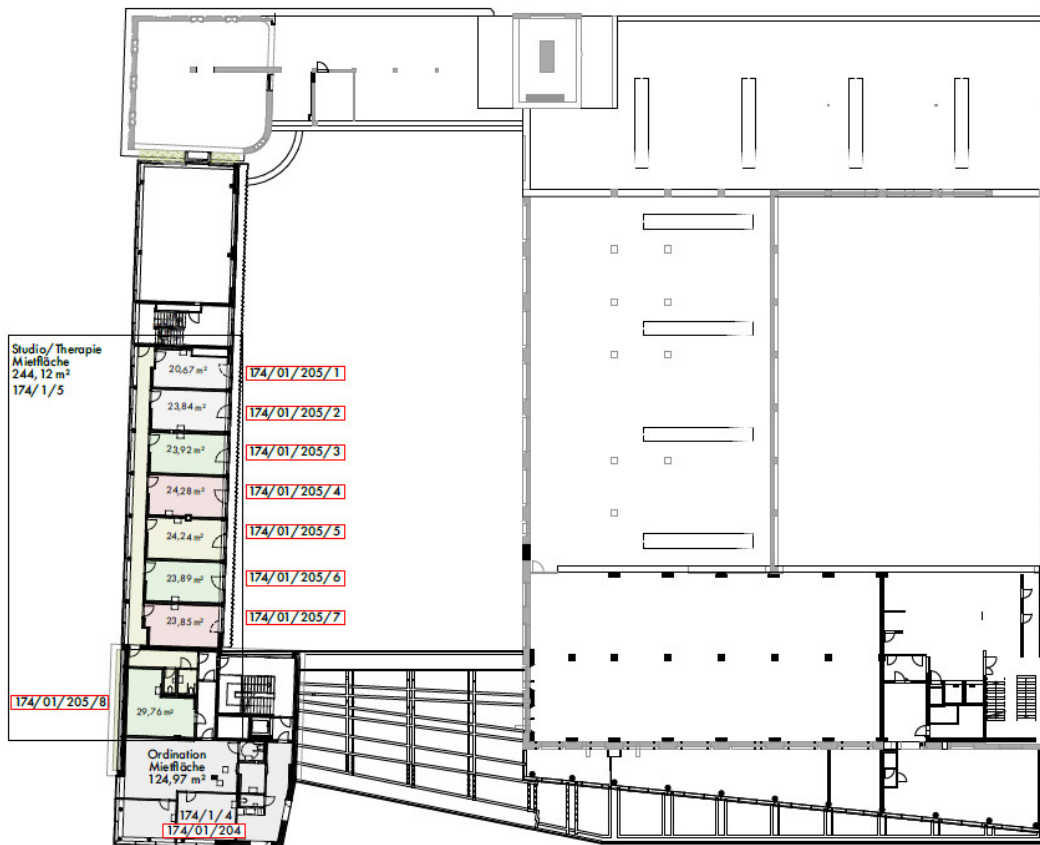 Studio/Therapie
Mietfläche
244,12 m²
174/1/5
20,67 m²
174/01/205/1
23,84 m²
174/01/205/2
23,92 m²
174/01/205/3
24,28 m²
174/01/205/4
24,24 m²
174/01/205/5
23,89 m²
174/01/205/6
23,85 m²
174/01/205/7
174/01/205/8
29,76 m²
Ordination
Mietfläche
124,97 m²
174/1/4
174/01/204